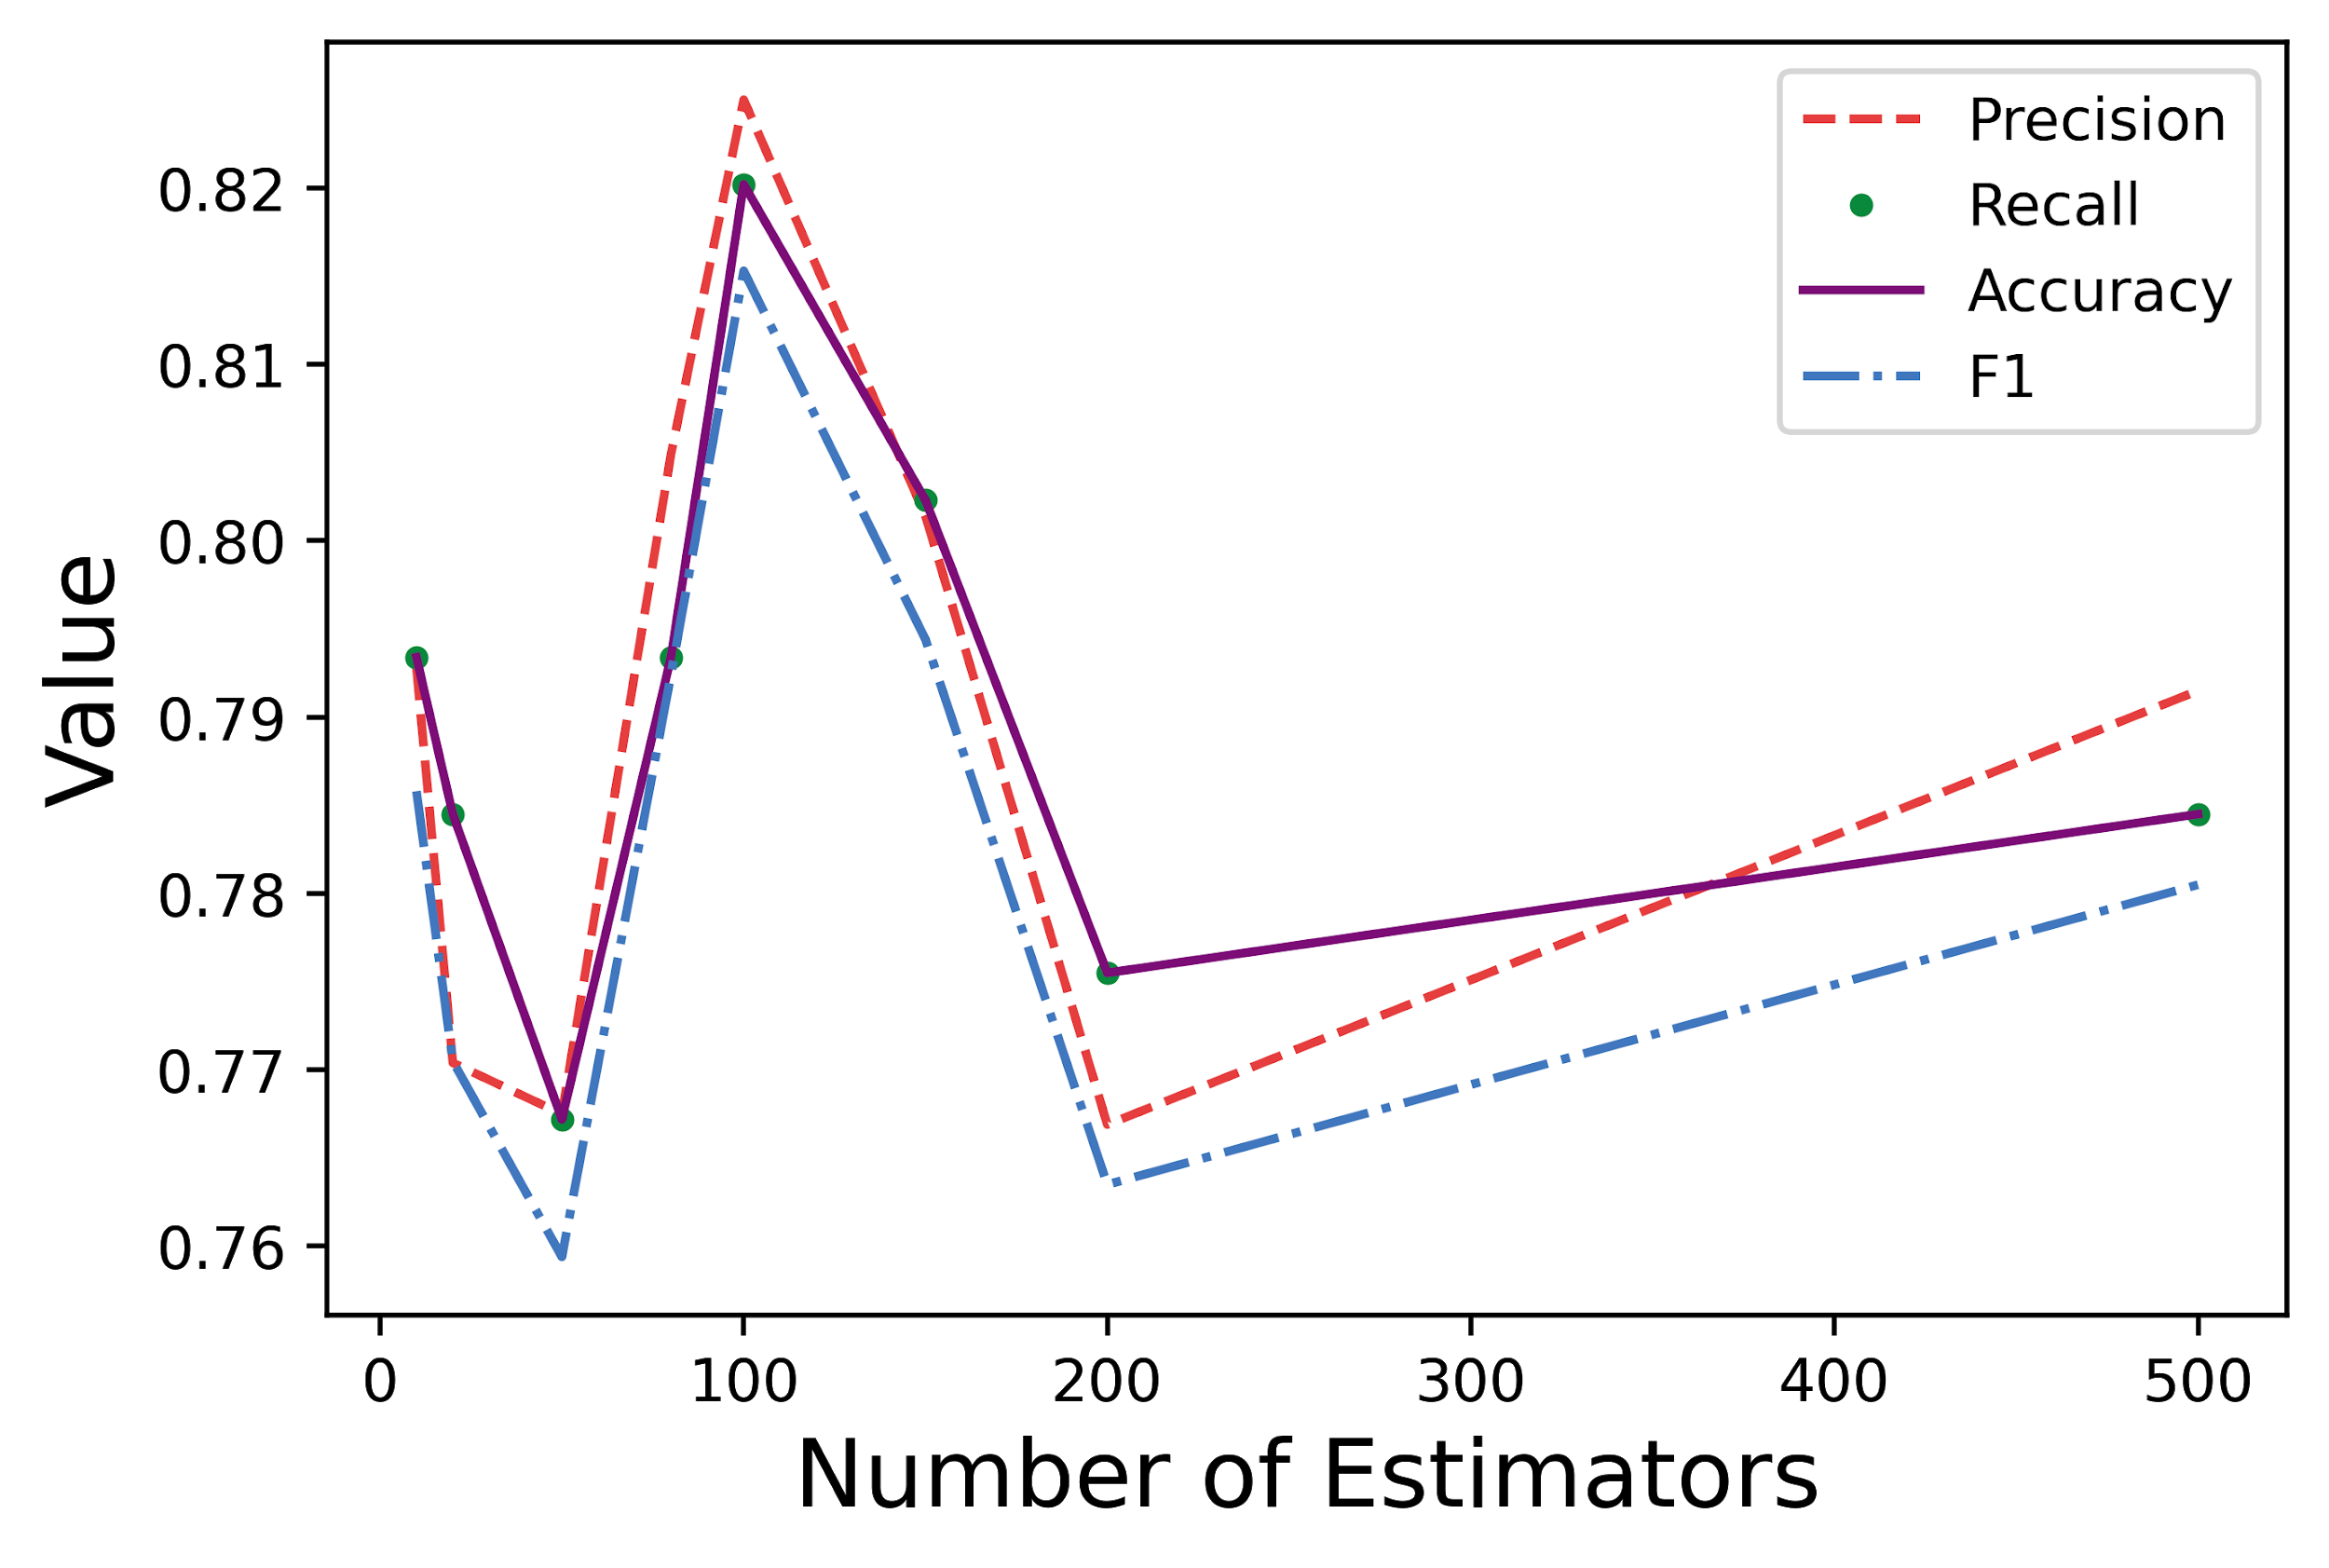 Precision
Recall
Accuracy
F1
0.82
0.81
0.80
0.79
0.78
0.77
0.76
Value
0 100 200 300 400 500
Number of Estimators